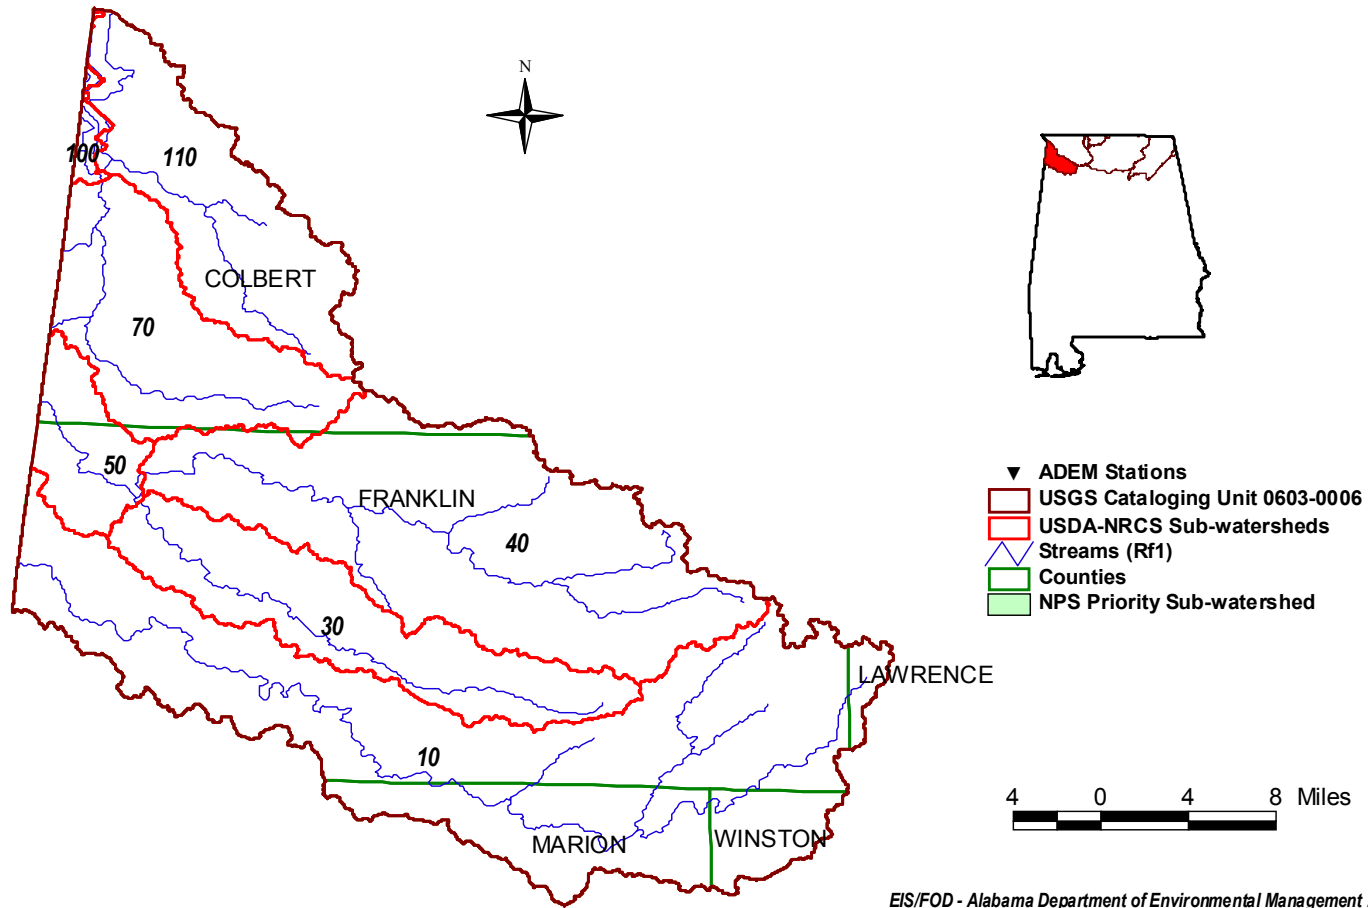 N
100
110
COLBERT
70
50
FRANKLIN
40
30
LAWRENCE
10
MARION
WINSTON
ADEM Stations
USGS Cataloging Unit 0603-0006
USDA-NRCS Sub-watersheds
Streams (Rf1)
Counties
NPS Priority Sub-watershed
4 0 4 8 Miles
EIS/FOD - Alabama Department of Environmental Management